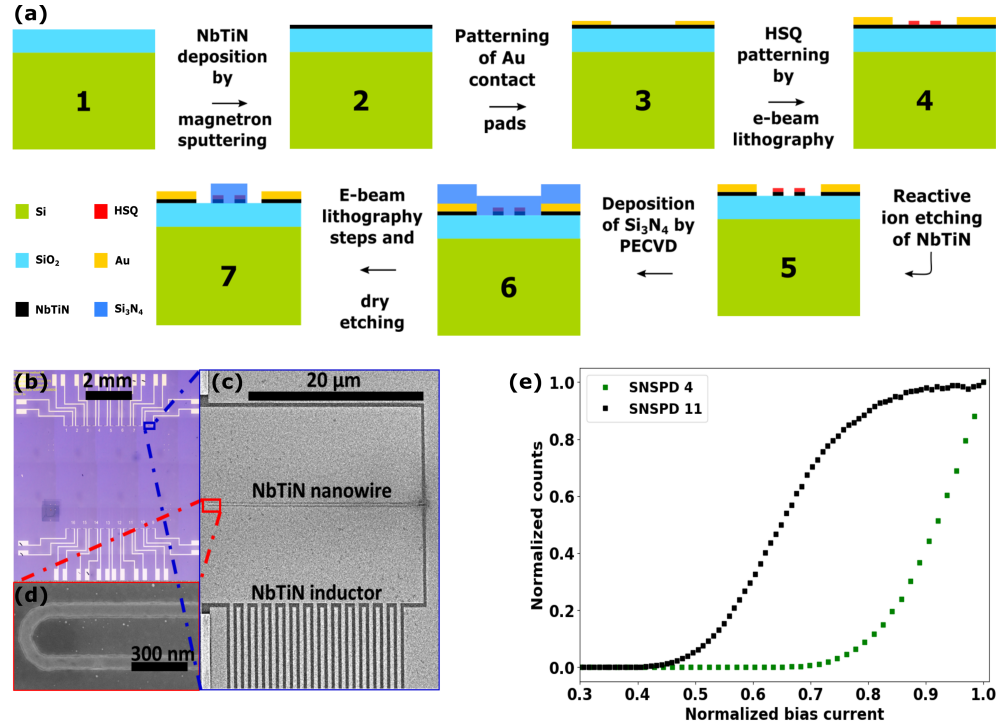 (a)
NbTiN
deposition
by
magnetron
sputtering
Patterning
of Au
contact
pads
HSQ
patterning
by
e-beam
lithography
1
2
3
4
Si
HSQ
SiO2
Au
NbTiN
Si3N4
7
E-beam
lithography
steps and
dry
etching
6
Deposition
of Si3N4 by
PECVD
5
Reactive
ion etching
of NbTiN
(b)
2 mm
(c)
20 µm
NbTiN nanowire
NbTiN inductor
(d)
300 nm
(e)
SNSPD 4
SNSPD 11
Normalized counts
1.0
0.8
0.6
0.4
0.2
0.0
0.3 0.4 0.5 0.6 0.7 0.8 0.9 1.0
Normalized bias current